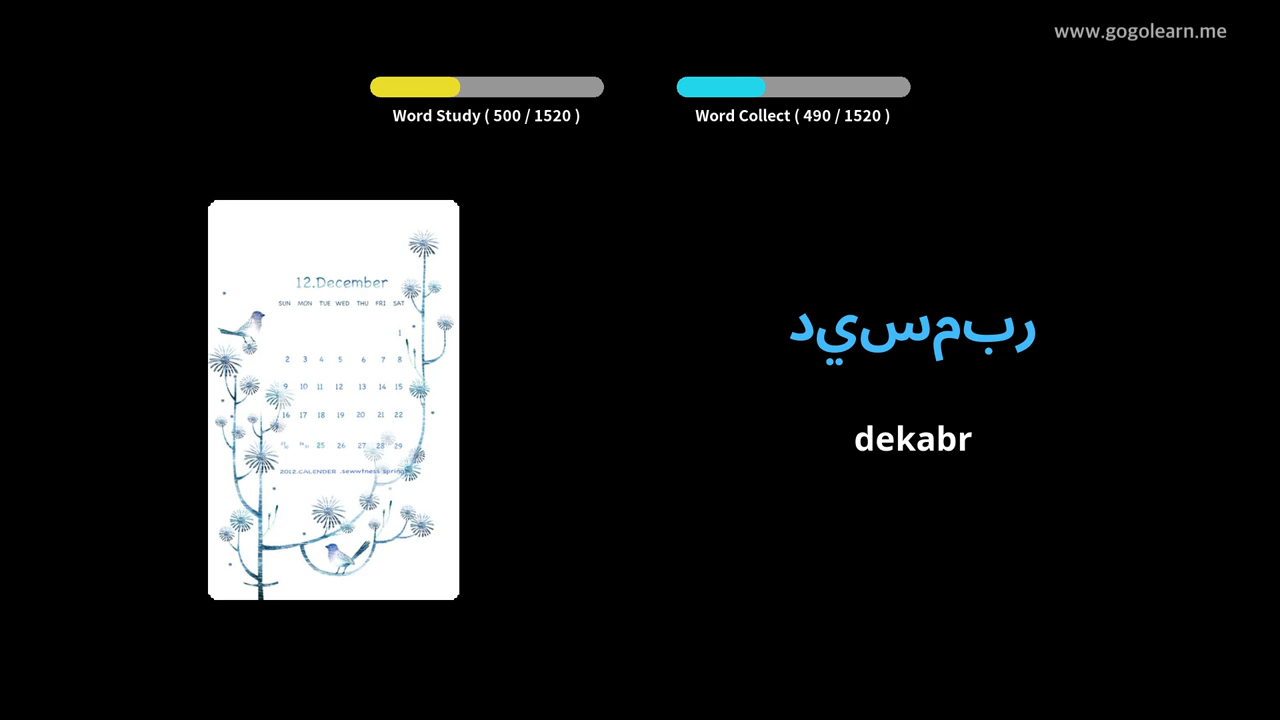 www.gogolearn.me
Word Study ( 500 / 1520 )
Word Collect ( 490 / 1520 )
12.December
SUN MON TUE WED THU FRI SAT
1
2 3 4 5 6 7 8
9 10 11 12 13 14 15
16 17 18 19 20 21 22
25 26 27 28 29
2012.CALENDER
ربمسيد
dekabr